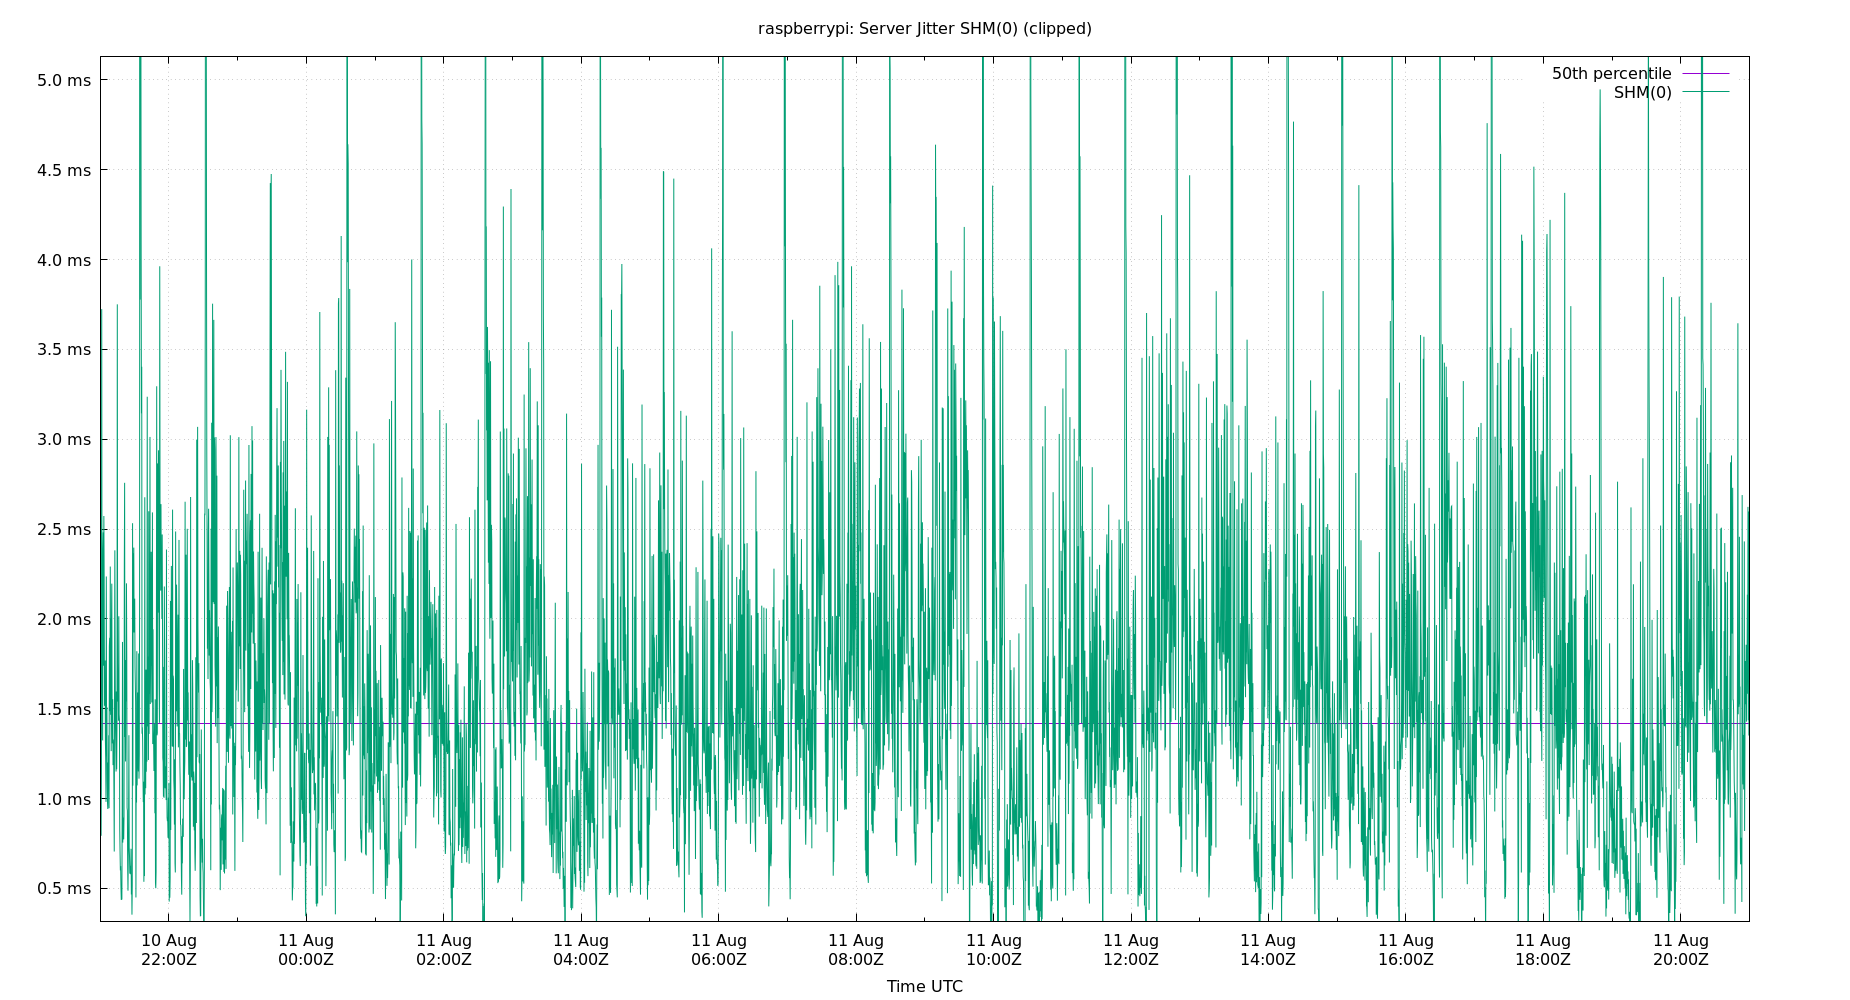 raspberrypi: Server Jitter SHM(0) (clipped)
50th percentile
SHM(0)
5.0 ms
4.5 ms
4.0 ms
3.5 ms
3.0 ms
2.5 ms
2.0 ms
1.5 ms
1.0 ms
0.5 ms
10 Aug 11 Aug 11 Aug 11 Aug 11 Aug 11 Aug 11 Aug 11 Aug 11 Aug 11 Aug 11 Aug 11 Aug
22:00Z 00:00Z 02:00Z 04:00Z 06:00Z 08:00Z 10:00Z 12:00Z 14:00Z 16:00Z 18:00Z 20:00Z
Time UTC